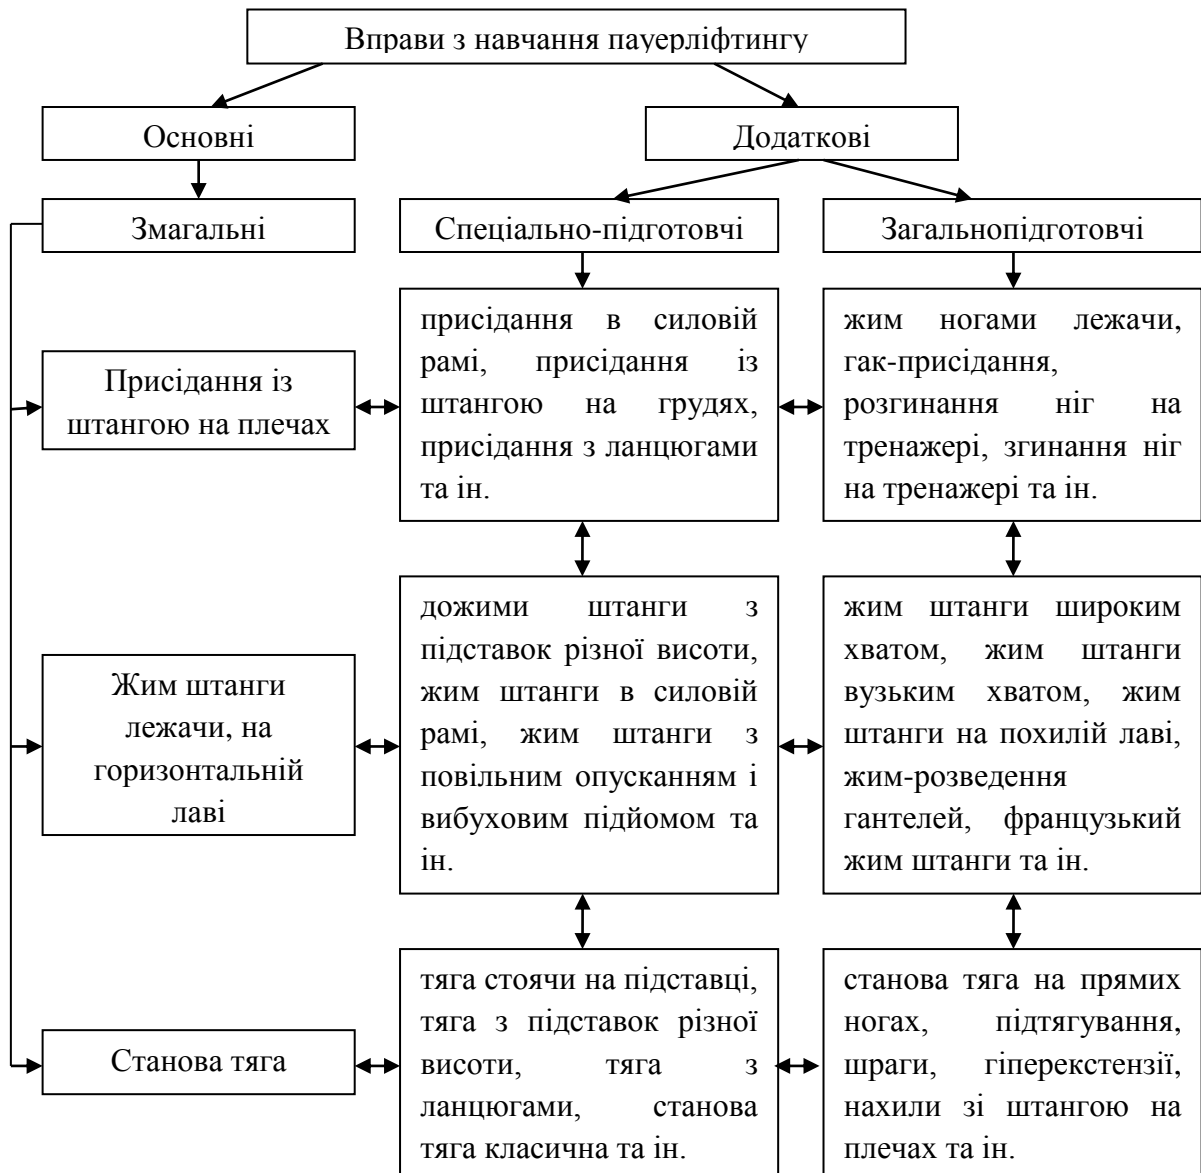 Вправи з навчання пауерліфтингу
Основні
Додаткові
Змагальні
Спеціально-підготовчі
Загальнопідготовчі
Присідання із
штангою на плечах
присідання в силовій
рамі, присідання із
штангою на грудях,
присідання з ланцюгами
та ін.
жим ногами лежачи,
гак-присідання,
розгинання ніг на
тренажері, згинання ніг
на тренажері та ін.
Жим штанги
лежачи, на
горизонтальній
лаві
дожими штанги з
підставок різної висоти,
жим штанги в силовій
рамі, жим штанги з
повільним опусканням і
вибуховим підйомом та
ін.
жим штанги широким
хватом, жим штанги
вузьким хватом, жим
штанги на похилій лаві,
жим-розведення
гантелей, французький
жим штанги та ін.
Станова тяга
тяга стоячи на підставці,
тяга з підставок різної
висоти, тяга з
ланцюгами, станова
тяга класична та ін.
станова тяга на прямих
ногах, підтягування,
шраги, гіперекстензії,
нахили зі штангою на
плечах та ін.